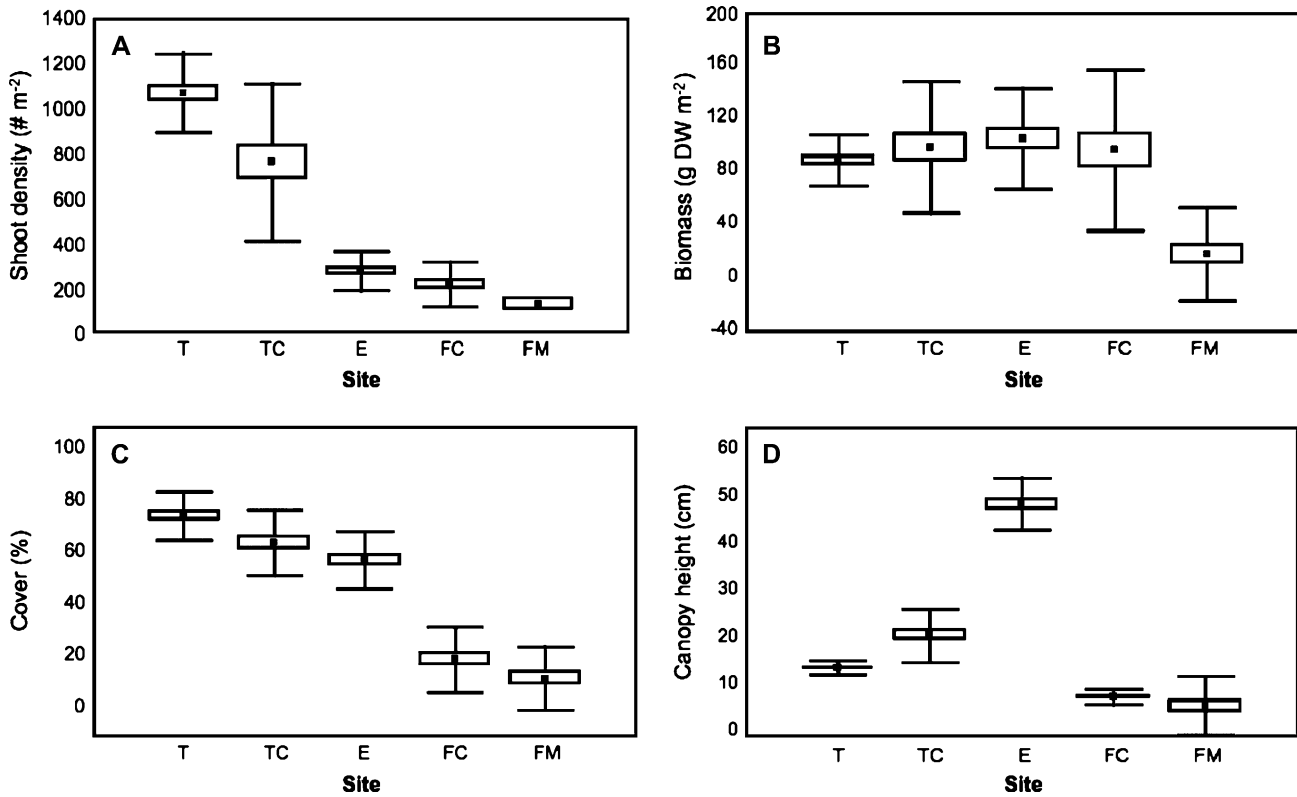 A
Shoot density (# m⁻²)
1400
1200
1000
800
600
400
200
0
T TC E FC FM
Site
B
Biomass (g DW m⁻²)
200
160
120
80
40
0
-40
T TC E FC FM
Site
C
Cover (%)
100
80
60
40
20
0
T TC E FC FM
Site
D
Canopy height (cm)
60
50
40
30
20
10
0
T TC E FC FM
Site